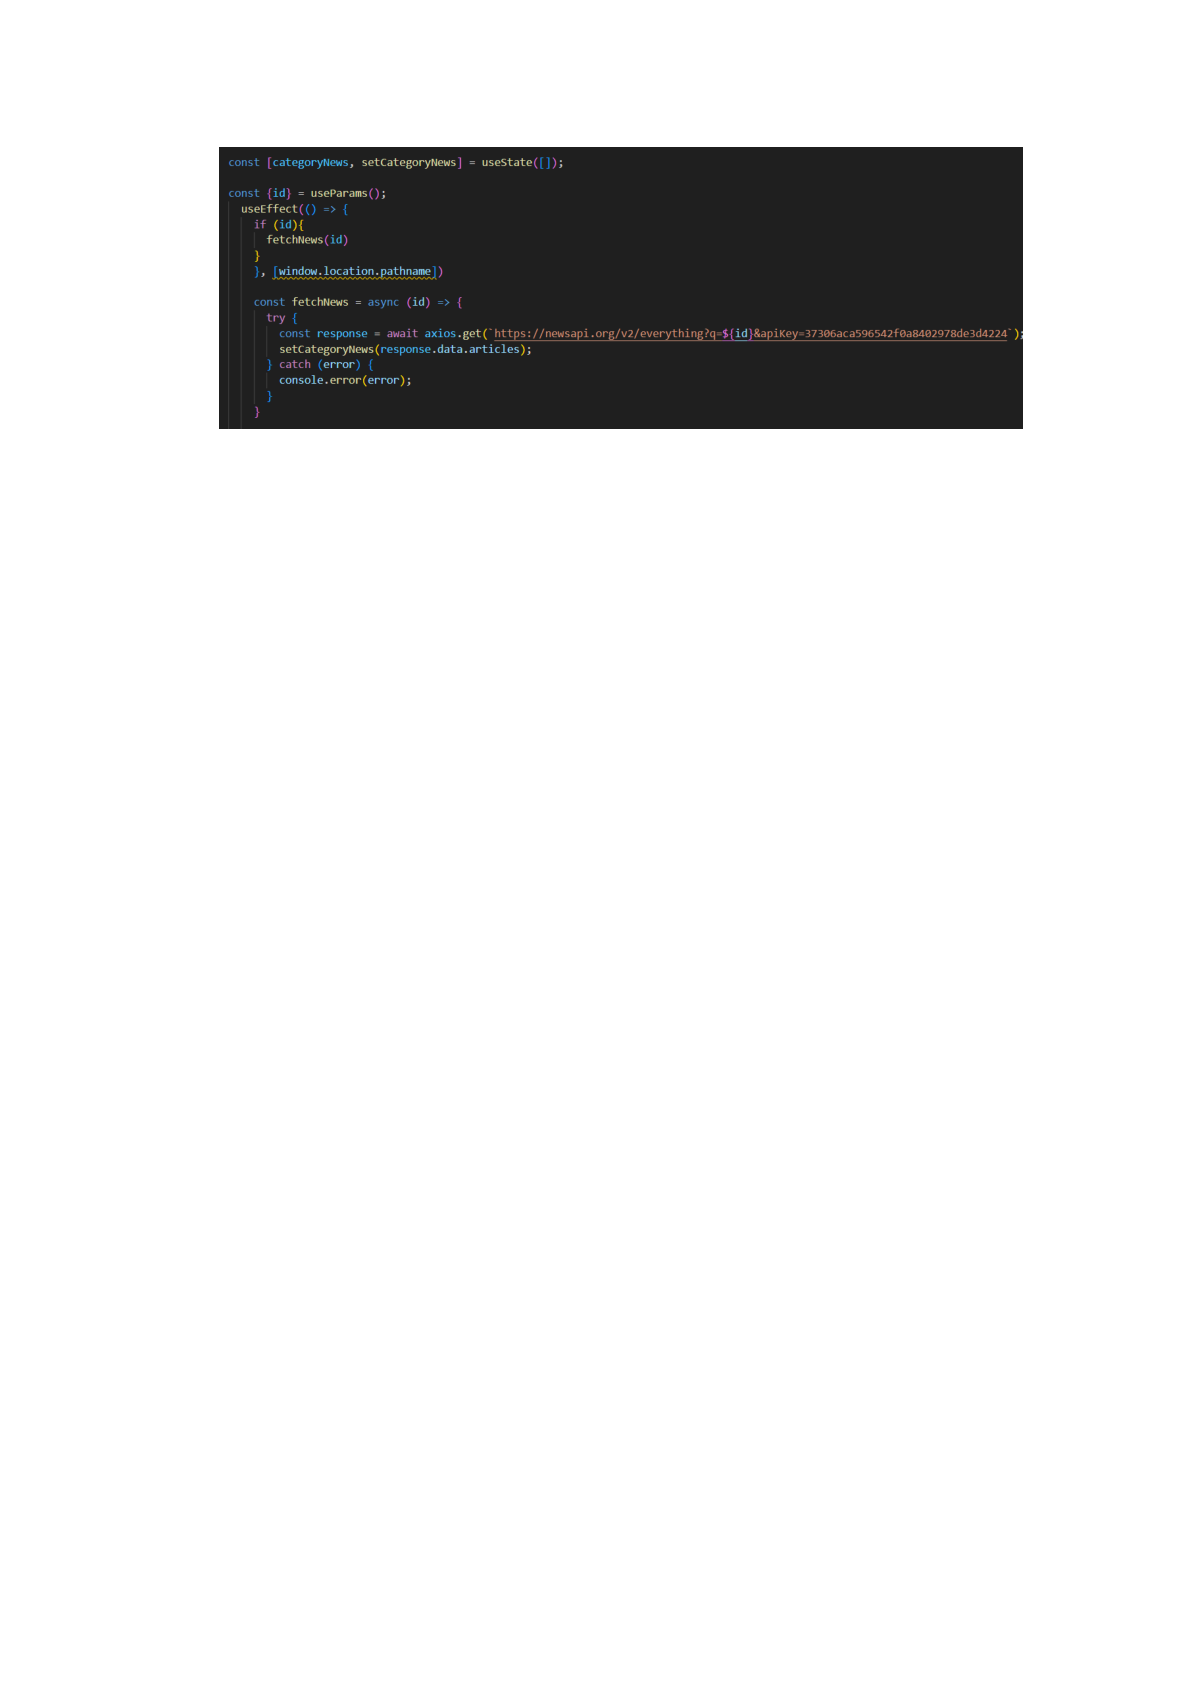 const [categoryNews, setCategoryNews] = useState([]);
const {id} = useParams();
useEffect(() => {
if (id){
fetchNews(id)
}
}, [window.location.pathname])
const fetchNews = async (id) => {
try {
const response = await axios.get(`https://newsapi.org/v2/everything?q=${id}&apiKey=37306aca596542f0a8402978de3d4224`);
setCategoryNews(response.data.articles);
} catch (error) {
console.error(error);
}
}